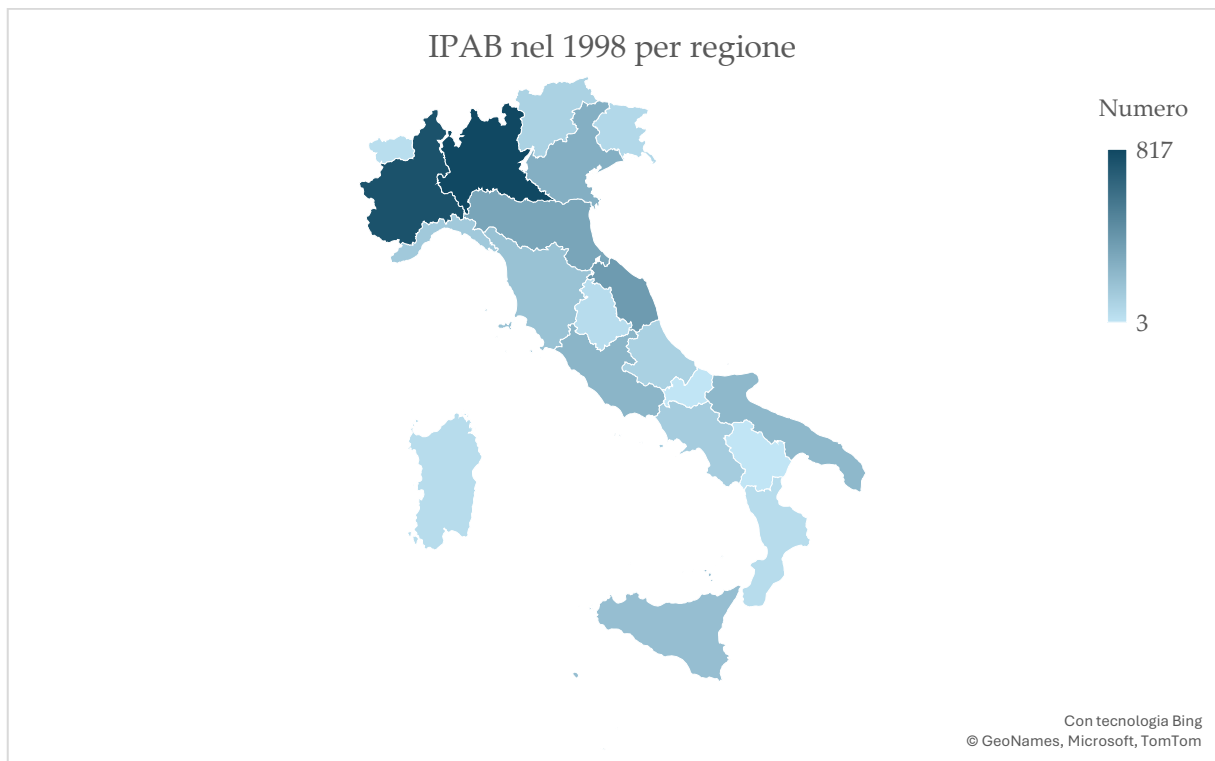 IPAB nel 1998 per regione
Numero
817
3
Con tecnologia Bing
© GeoNames, Microsoft, TomTom